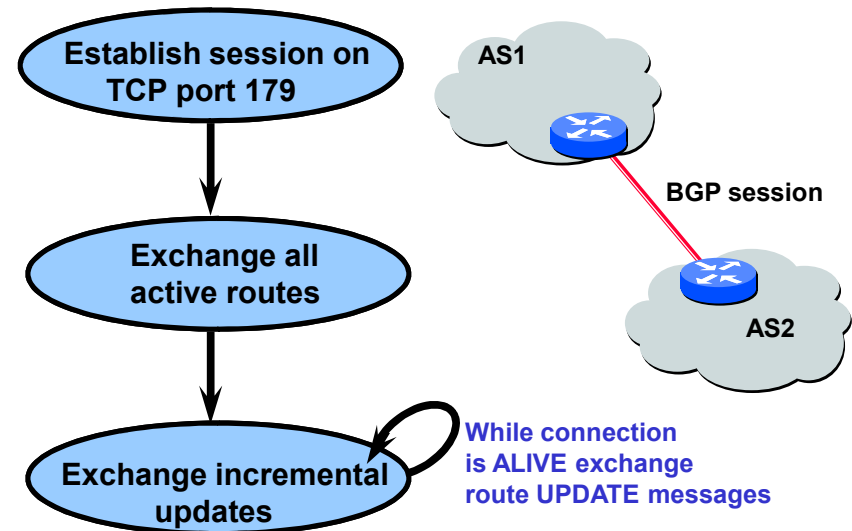 Establish session on
TCP port 179
Exchange all
active routes
Exchange incremental
updates
While connection
is ALIVE exchange
route UPDATE messages
AS1
BGP session
AS2